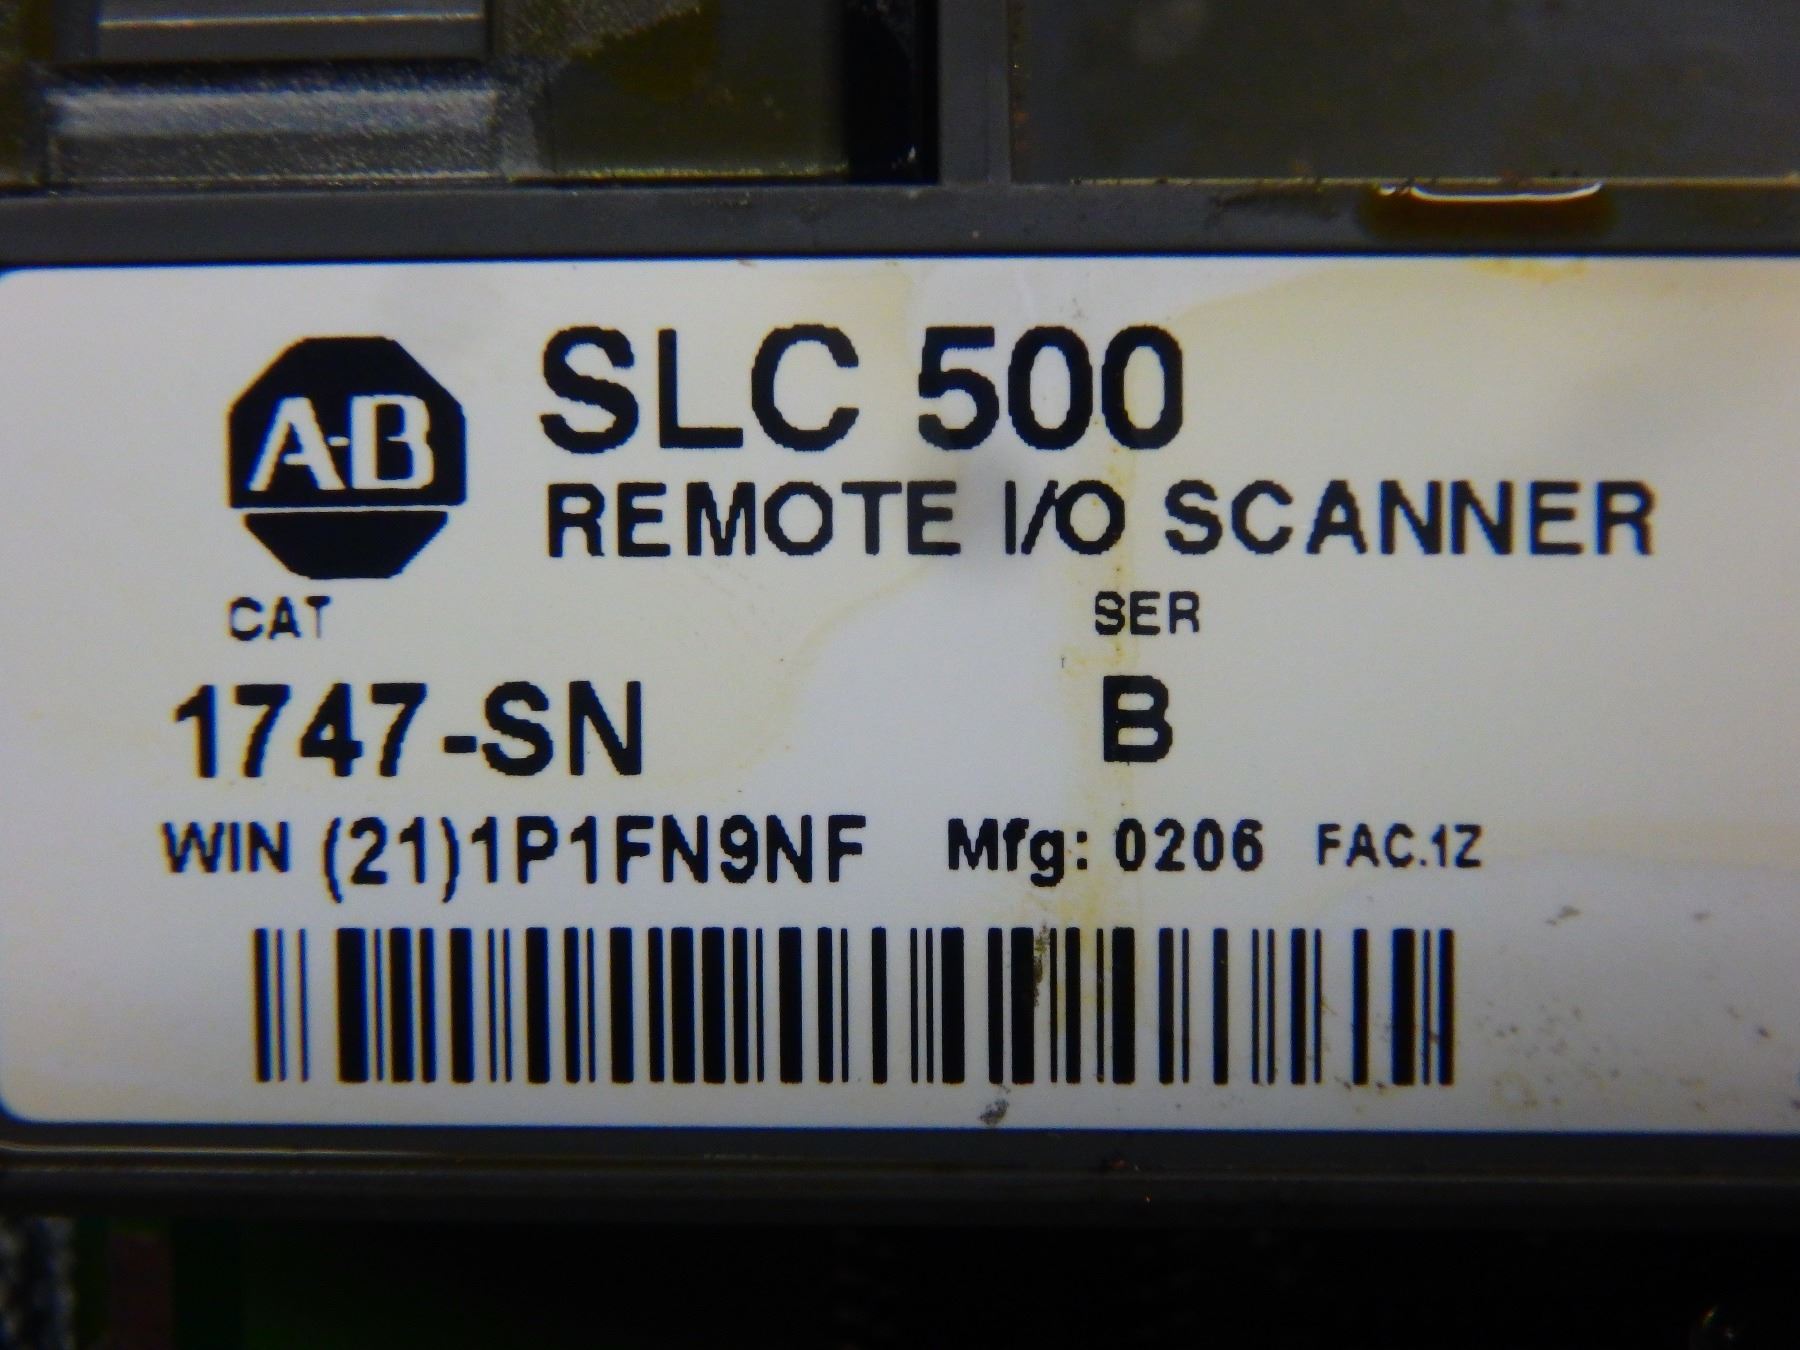 A-B
SLC 500
REMOTE I/O SCANNER
CAT SER
1747-SN B
WIN (21)1P1FN9NF Mfg: 0206 FAC.1Z